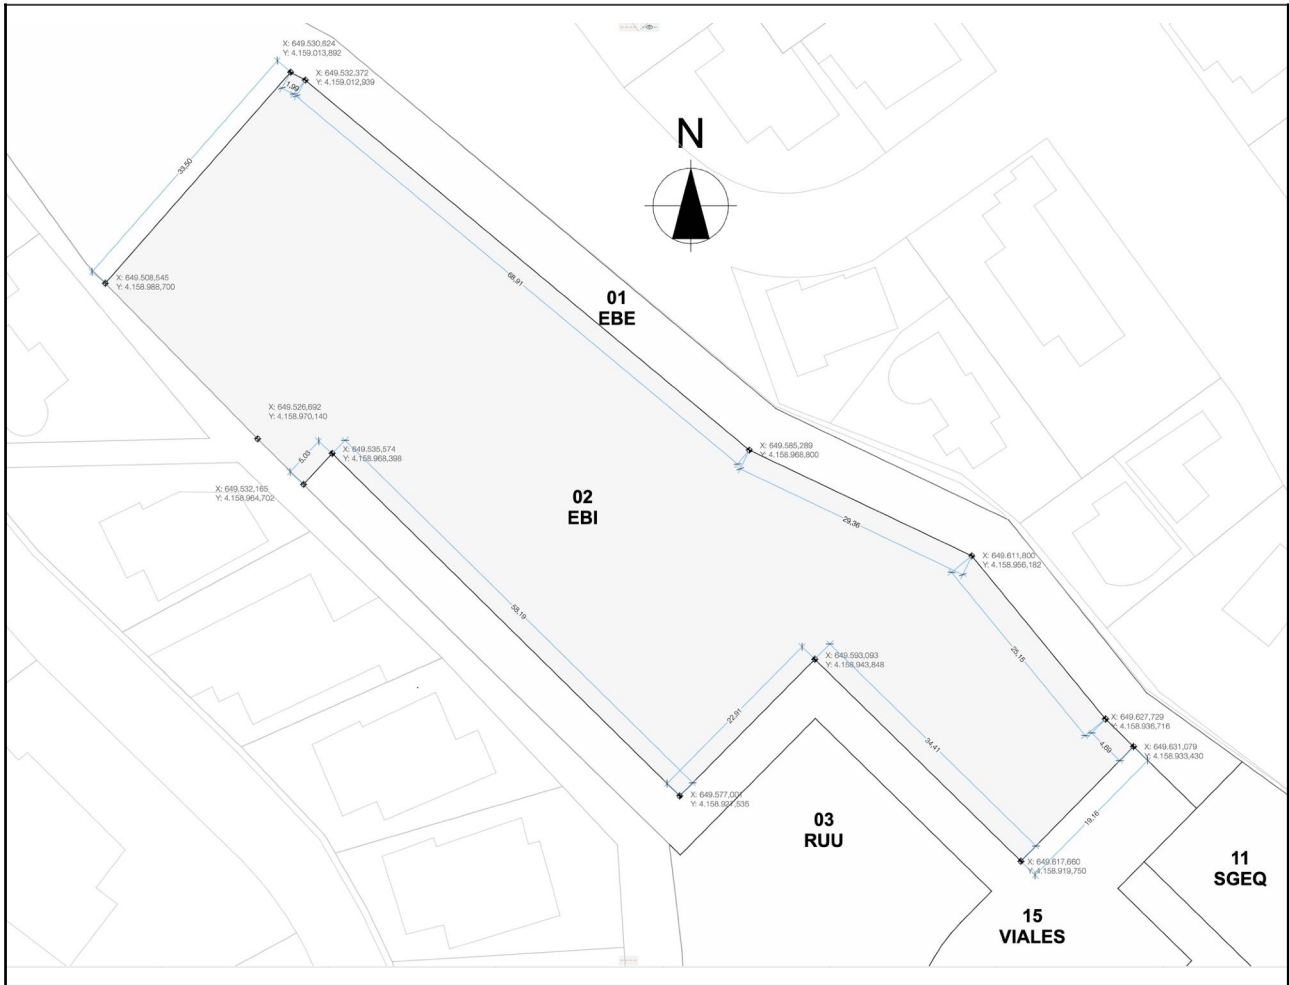 X: 649.530,624
Y: 4.159.013,892
X: 649.532,372
Y: 4.159.012,939
1,99
33,50
N
68,91
X: 649.508,545
Y: 4.158.988,700
01
EBE
X: 649.526,692
Y: 4.158.970,140
X: 649.535,574
Y: 4.158.968,398
5,03
X: 649.585,289
Y: 4.158.968,800
X: 649.532,165
Y: 4.158.964,702
02
EBI
29,36
X: 649.611,800
Y: 4.158.956,182
58,19
25,15
X: 649.593,093
Y: 4.158.943,848
22,91
34,41
X: 649.627,729
Y: 4.158.936,716
4,69
X: 649.631,079
Y: 4.158.933,430
X: 649.577,001
Y: 4.158.927,535
03
RUU
19,16
X: 649.617,660
Y: 4.158.919,750
11
SGEQ
15
VIALES